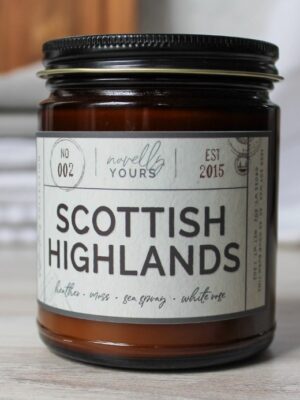 NO
002
novelly
YOURS
EST
2015
SCOTTISH
HIGHLANDS
heather • moss • sea spray • white rose